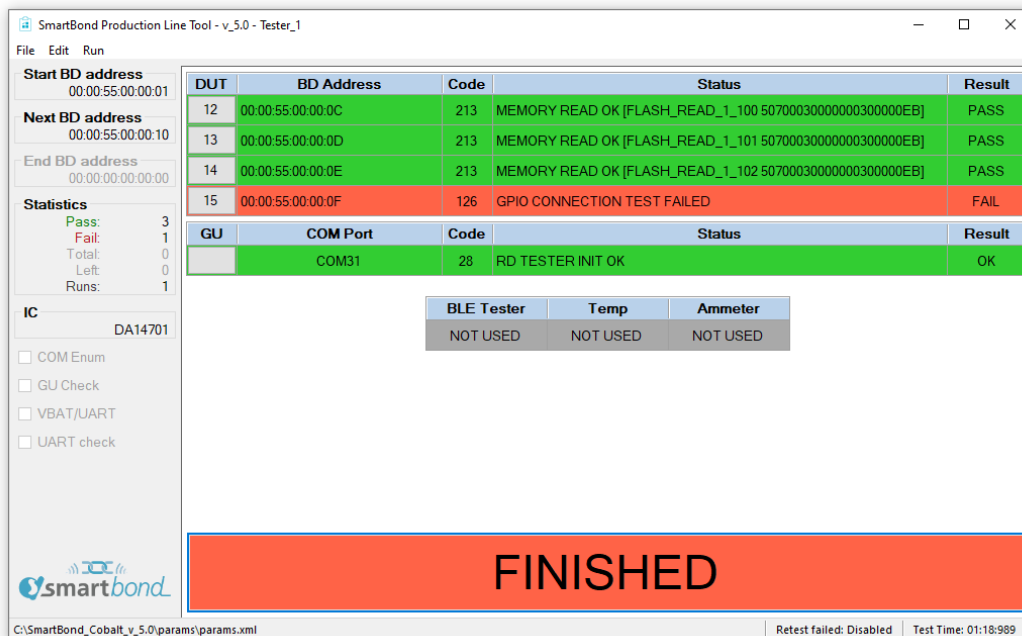 SmartBond Production Line Tool - v_5.0 - Tester_1
File Edit Run
Start BD address
00:00:55:00:00:01
Next BD address
00:00:55:00:00:10
End BD address
00:00:00:00:00:00
Statistics
Pass: 3
Fail: 1
Total: 0
Left: 0
Runs: 1
IC
DA14701
COM Enum
GU Check
VBAT/UART
UART check
smartbond
DUT BD Address Code Status Result
12 00:00:55:00:00:0C 213 MEMORY READ OK [FLASH_READ_1_100 50700030000000300000EB] PASS
13 00:00:55:00:00:0D 213 MEMORY READ OK [FLASH_READ_1_101 50700030000000300000EB] PASS
14 00:00:55:00:00:0E 213 MEMORY READ OK [FLASH_READ_1_102 50700030000000300000EB] PASS
15 00:00:55:00:00:0F 126 GPIO CONNECTION TEST FAILED FAIL
GU COM Port Code Status Result
COM31 28 RD TESTER INIT OK OK
BLE Tester Temp Ammeter
NOT USED NOT USED NOT USED
FINISHED
C:\SmartBond_Cobalt_v_5.0\params\params.xml
Retest failed: Disabled Test Time: 01:18:989